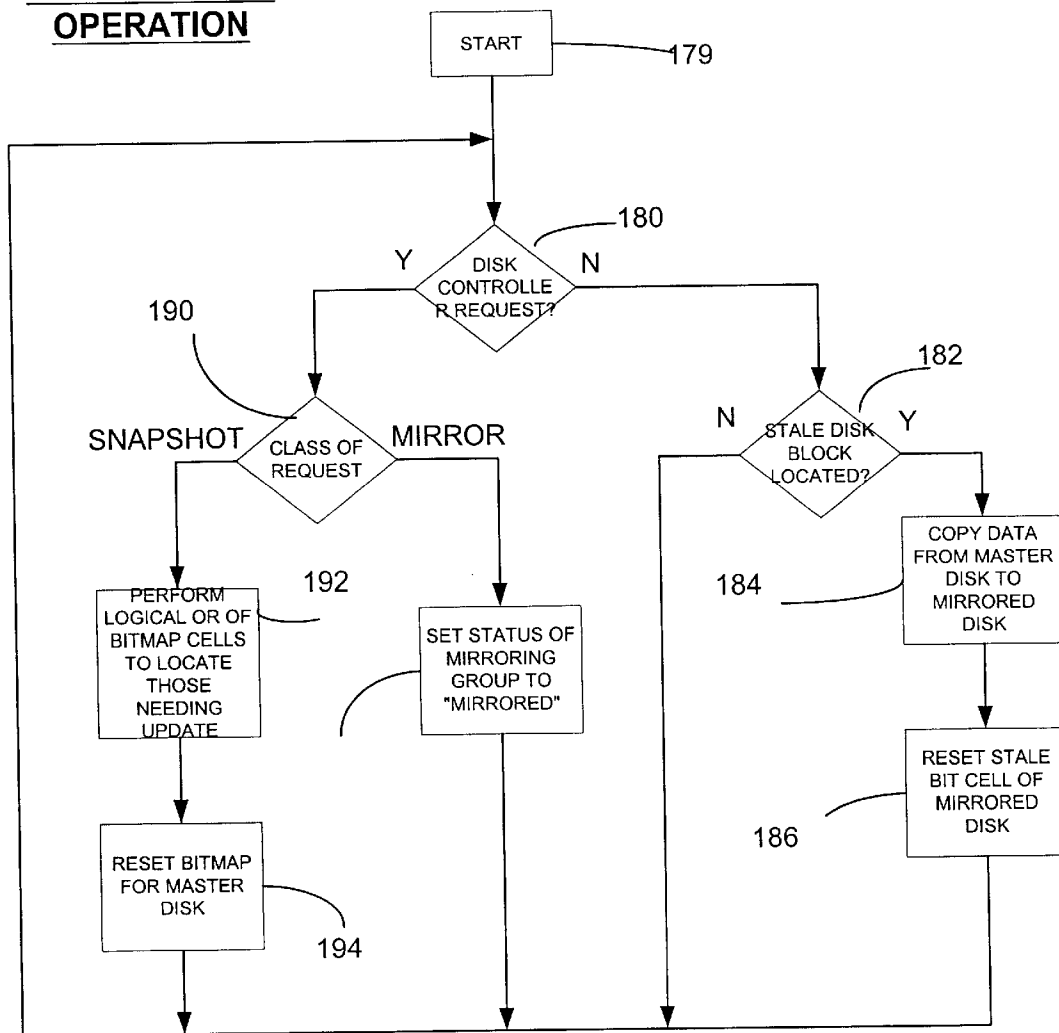 OPERATION
START
179
180
Y
DISK
CONTROLLE
R REQUEST?
N
190
182
SNAPSHOT
CLASS OF
REQUEST
MIRROR
N
STALE DISK
BLOCK
LOCATED?
Y
192
PERFORM
LOGICAL OR OF
BITMAP CELLS
TO LOCATE
THOSE
NEEDING
UPDATE
SET STATUS OF
MIRRORING
GROUP TO
"MIRRORED"
184
COPY DATA
FROM MASTER
DISK TO
MIRRORED
DISK
186
RESET STALE
BIT CELL OF
MIRRORED
DISK
RESET BITMAP
FOR MASTER
DISK
194